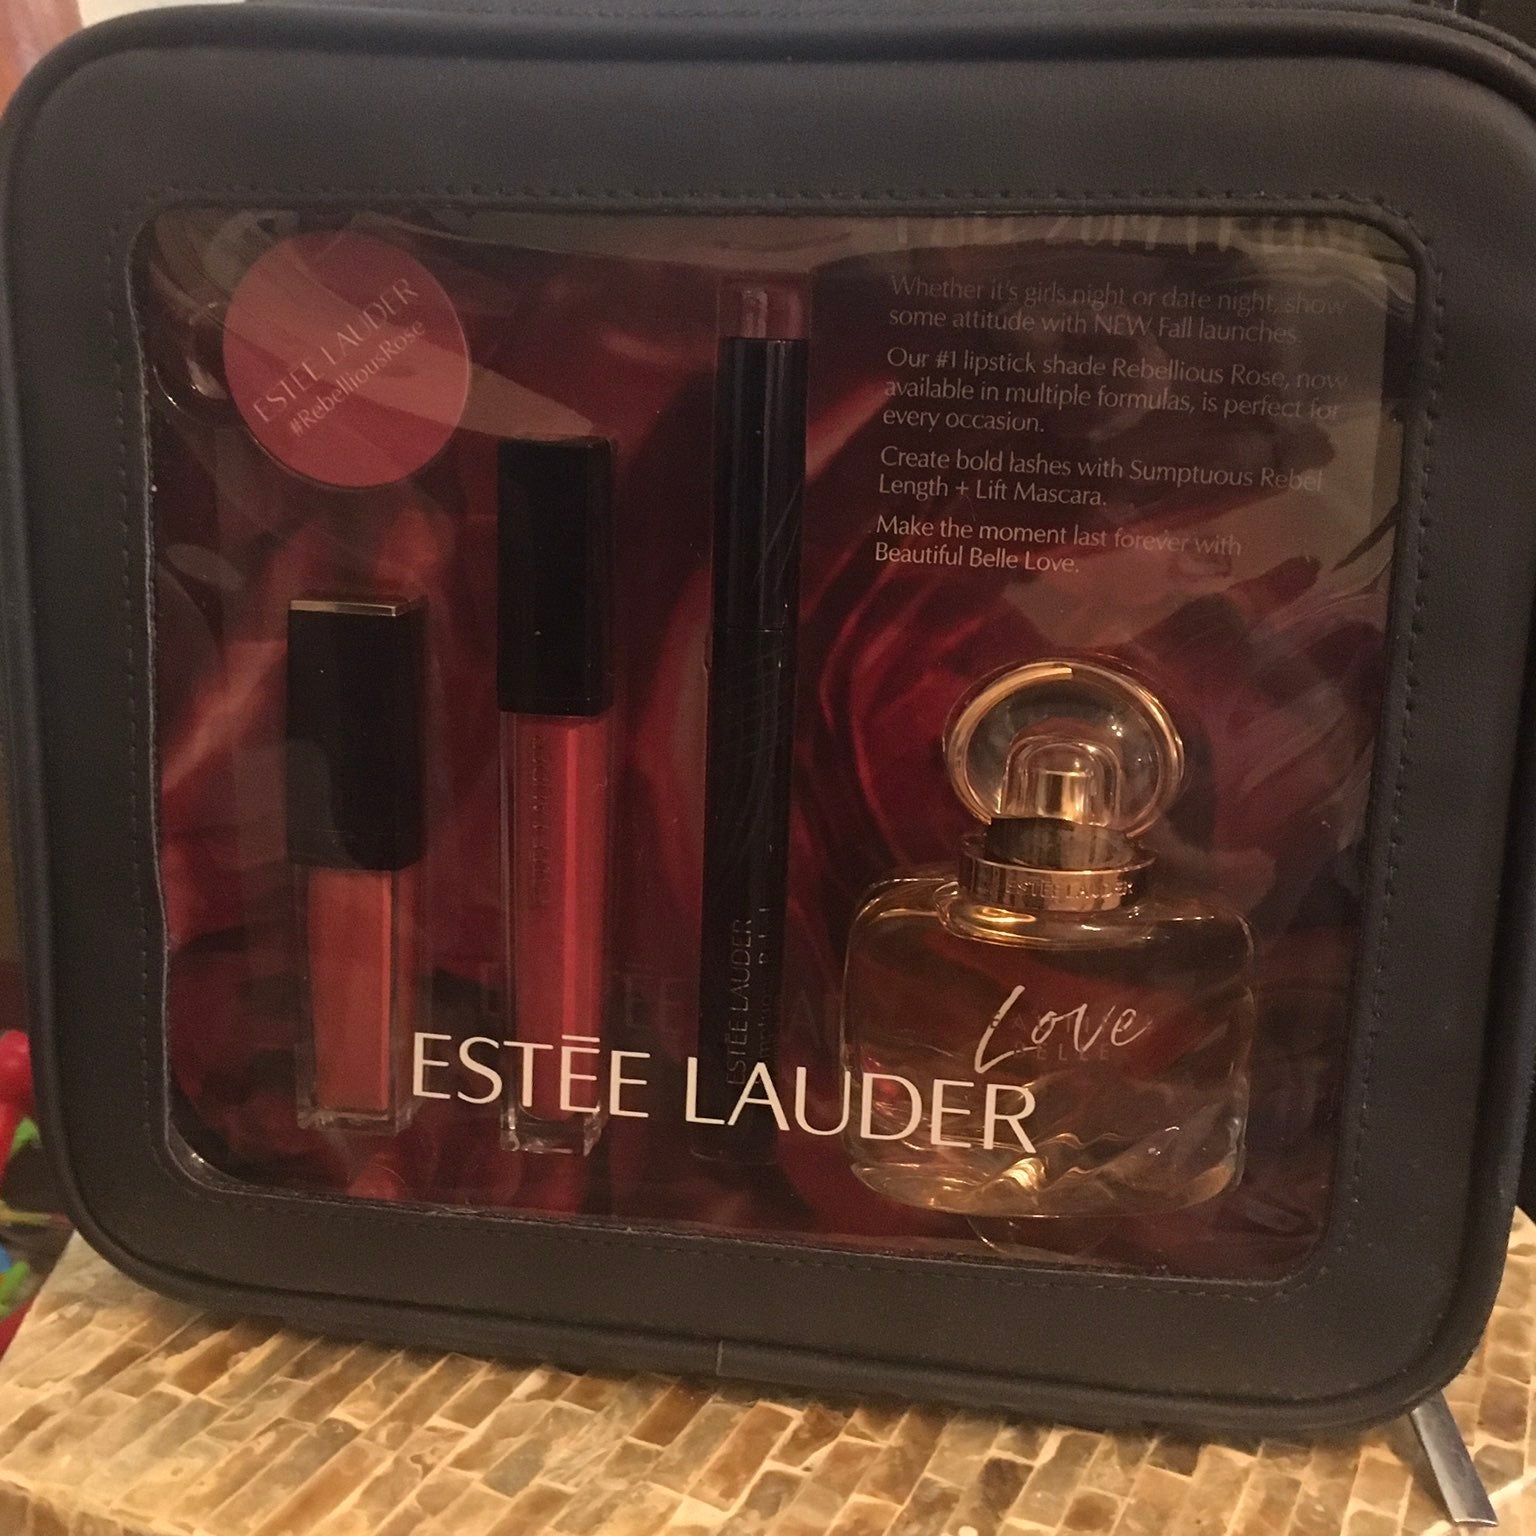 ESTĒE LAUDER
#RebelliousRose
Whether it's girls night or date night, show
some attitude with NEW Fall launches.
Our #1 lipstick shade Rebellious Rose, now
available in multiple formulas, is perfect for
every occasion.
Create bold lashes with Sumptuous Rebel
Length + Lift Mascara.
Make the moment last forever with
Beautiful Belle Love.
ESTĒE LAUDER
ESTĒE LAUDER
ESTĒE LAUDER
Love
BELLE
ESTĒE LAUDER